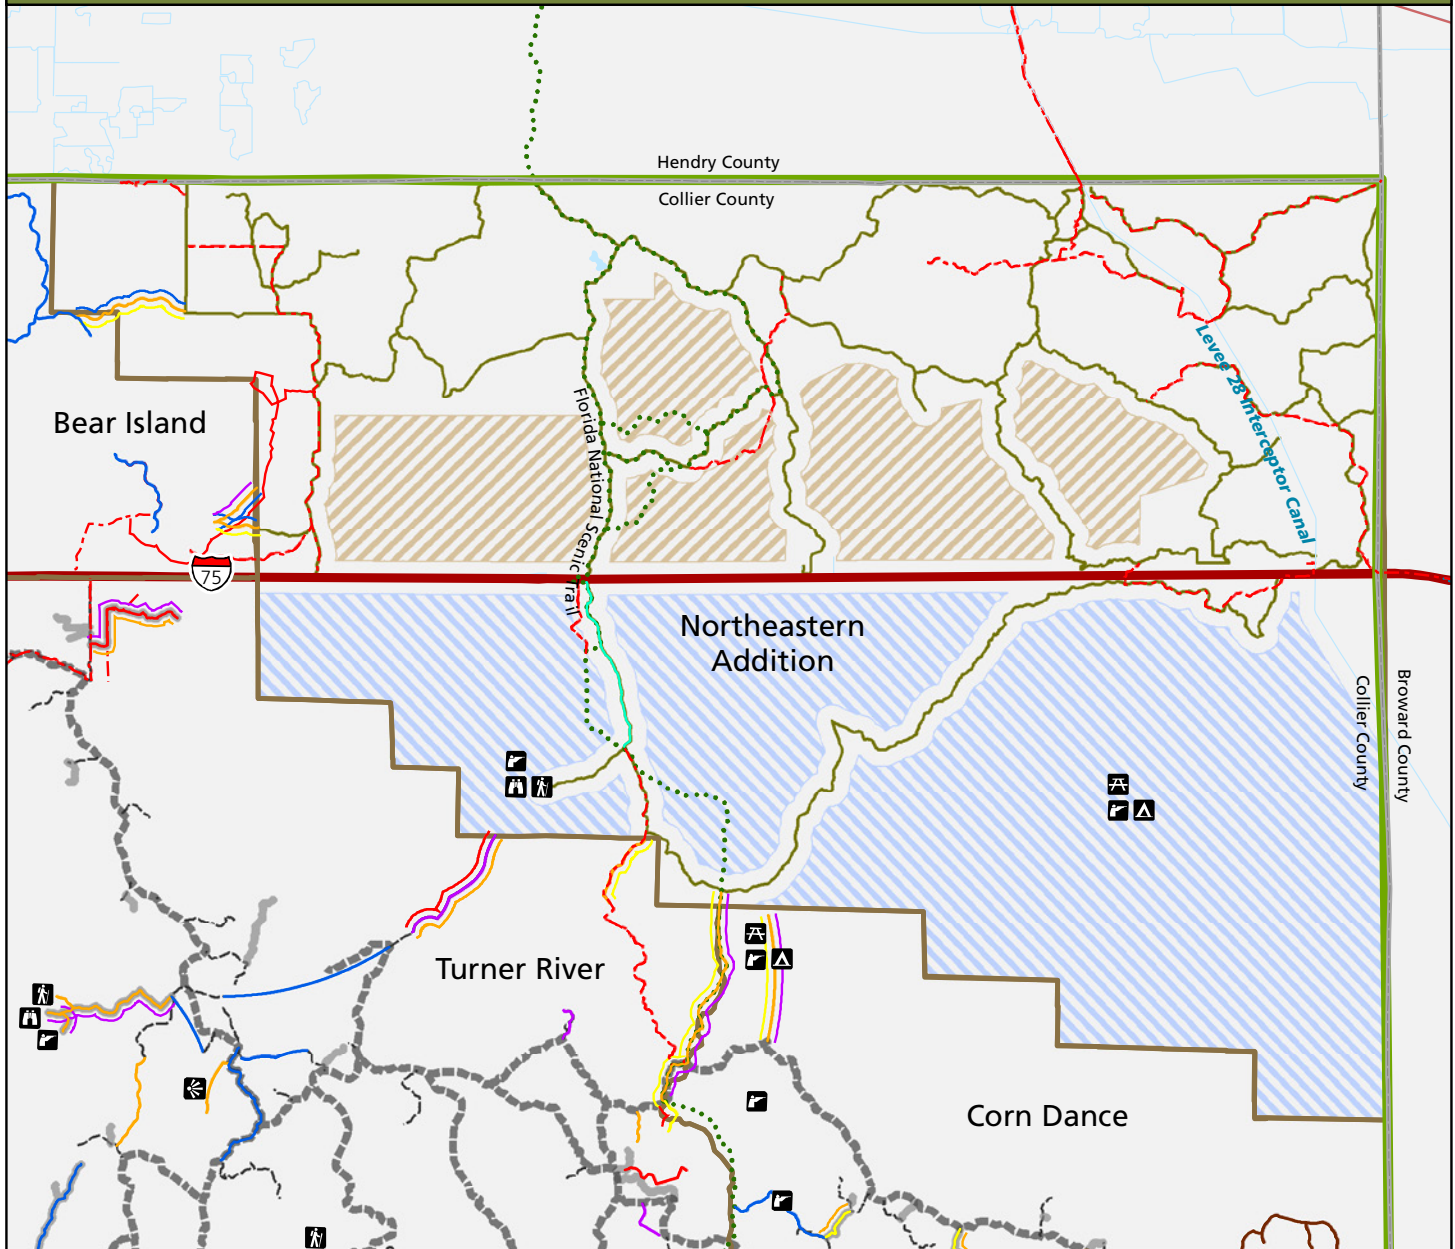 Hendry County
Collier County
Levee 28 Interceptor Canal
Bear Island
Florida National Scenic Trail
75
Northeastern
Addition
Collier County
Broward County
Turner River
Corn Dance